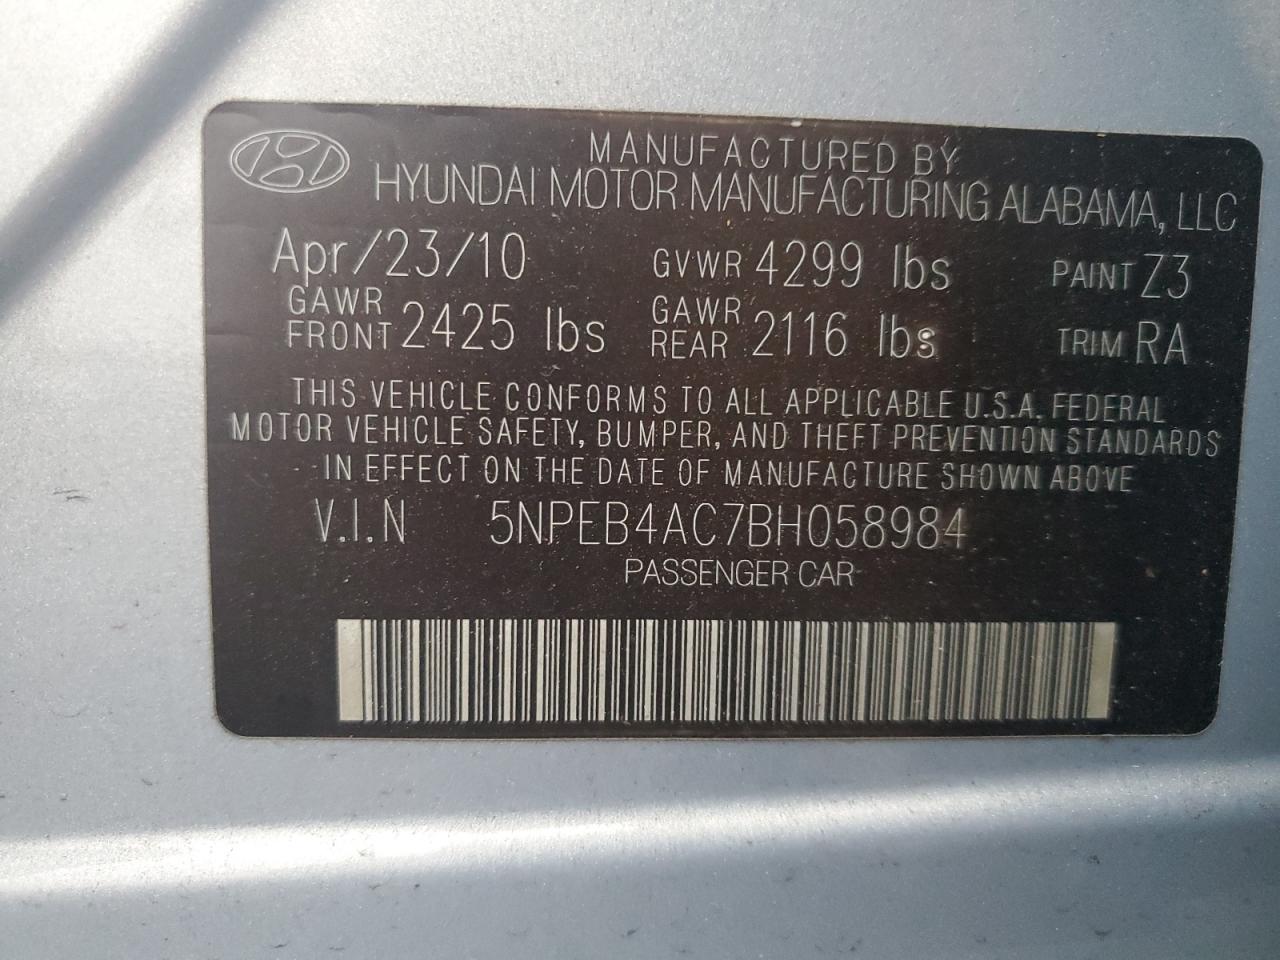 MANUFACTURED BY
HYUNDAI MOTOR MANUFACTURING ALABAMA, LLC
Apr/23/10 GVWR 4299 lbs PAINT Z3
GAWR FRONT 2425 lbs GAWR REAR 2116 lbs TRIM RA
THIS VEHICLE CONFORMS TO ALL APPLICABLE U.S.A. FEDERAL
MOTOR VEHICLE SAFETY, BUMPER, AND THEFT PREVENTION STANDARDS
IN EFFECT ON THE DATE OF MANUFACTURE SHOWN ABOVE
V.I.N 5NPEB4AC7BH058984
PASSENGER CAR